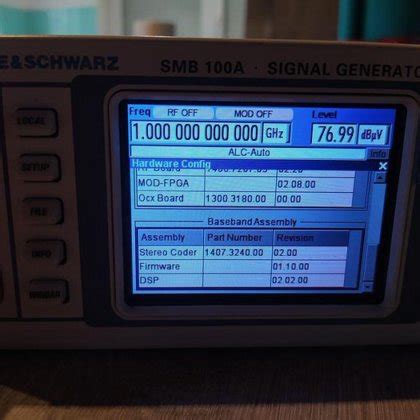 E&SCHWARZ SMB 100A · SIGNAL GENERATO
LOCAL
SETUP
FILE
INFO
Freq RF OFF MOD OFF Level
1.000 000 000 000 GHz 76.99 dBµV
ALC-Auto Info
Hardware Config X
MOD-FPGA 02.08.00
Ocx Board 1300.3180.00 00.00
Baseband Assembly
Assembly Part Number Revision
Stereo Coder 1407.3240.00 02.00
Firmware 01.10.00
DSP 02.02.00